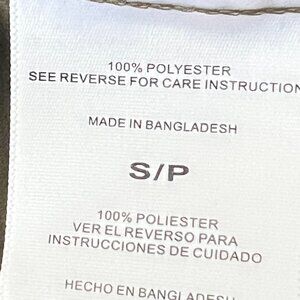 100% POLYESTER
SEE REVERSE FOR CARE INSTRUCTION
MADE IN BANGLADESH
S/P
100% POLIESTER
VER EL REVERSO PARA
INSTRUCCIONES DE CUIDADO
HECHO EN BANGLADESH